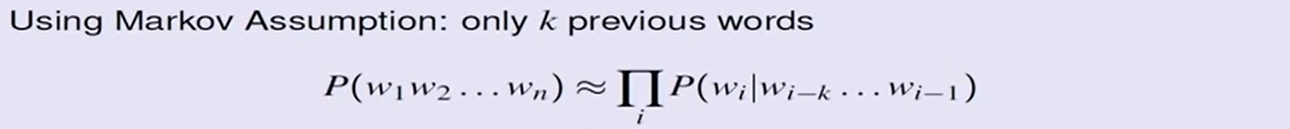 Using Markov Assumption: only k previous words
P(w₁w₂ . . . wₙ) ≈ ∏ᵢ P(wᵢ|wᵢ₋ₖ . . . wᵢ₋₁)